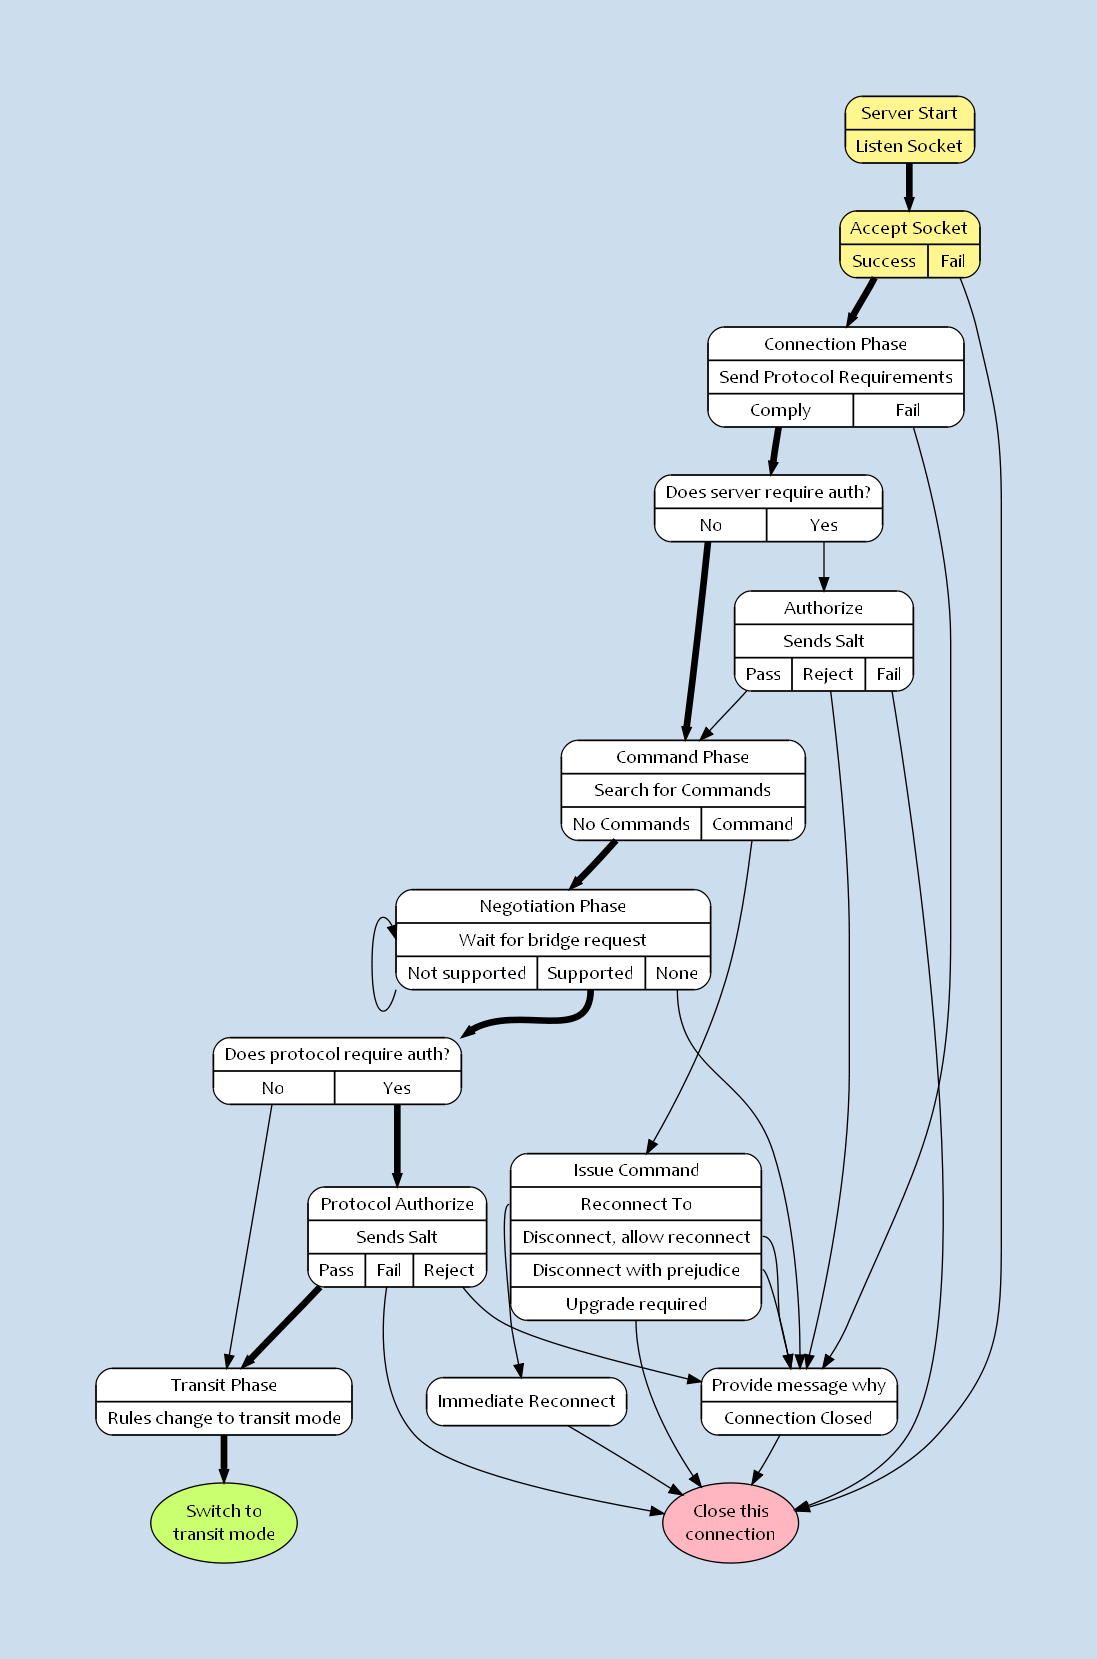 Server Start
Listen Socket
Accept Socket
Success Fail
Connection Phase
Send Protocol Requirements
Comply Fail
Does server require auth?
No Yes
Authorize
Sends Salt
Pass Reject Fail
Command Phase
Search for Commands
No Commands Command
Negotiation Phase
Wait for bridge request
Not supported Supported None
Does protocol require auth?
No Yes
Issue Command
Reconnect To
Disconnect, allow reconnect
Disconnect with prejudice
Upgrade required
Protocol Authorize
Sends Salt
Pass Fail Reject
Transit Phase
Rules change to transit mode
Immediate Reconnect
Provide message why
Connection Closed
Switch to
transit mode
Close this
connection